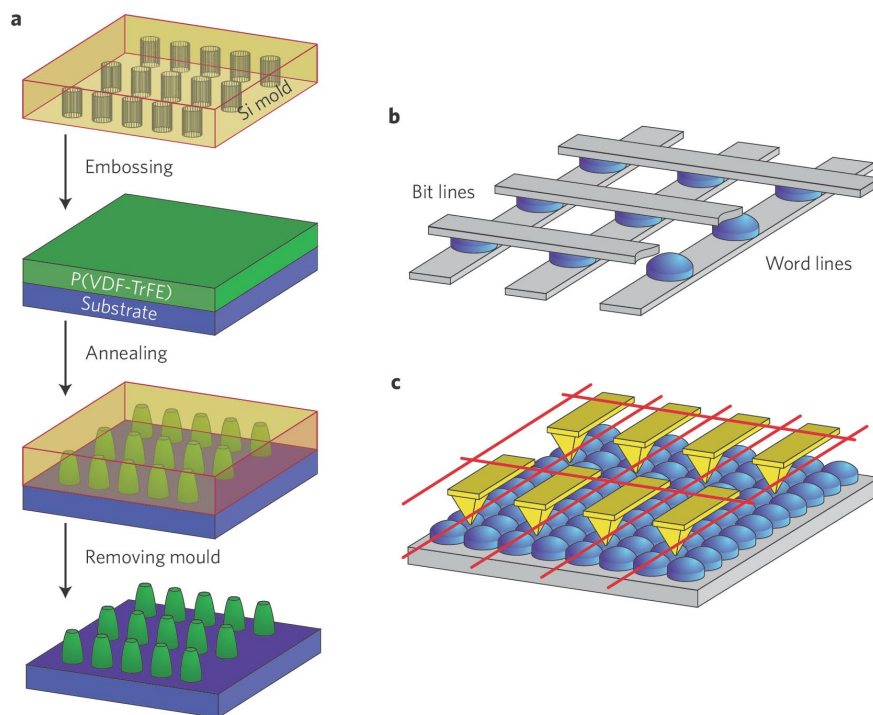 a
Si mold
Embossing
P(VDF-TrFE)
Substrate
Annealing
Removing mould
b
Bit lines
Word lines
c